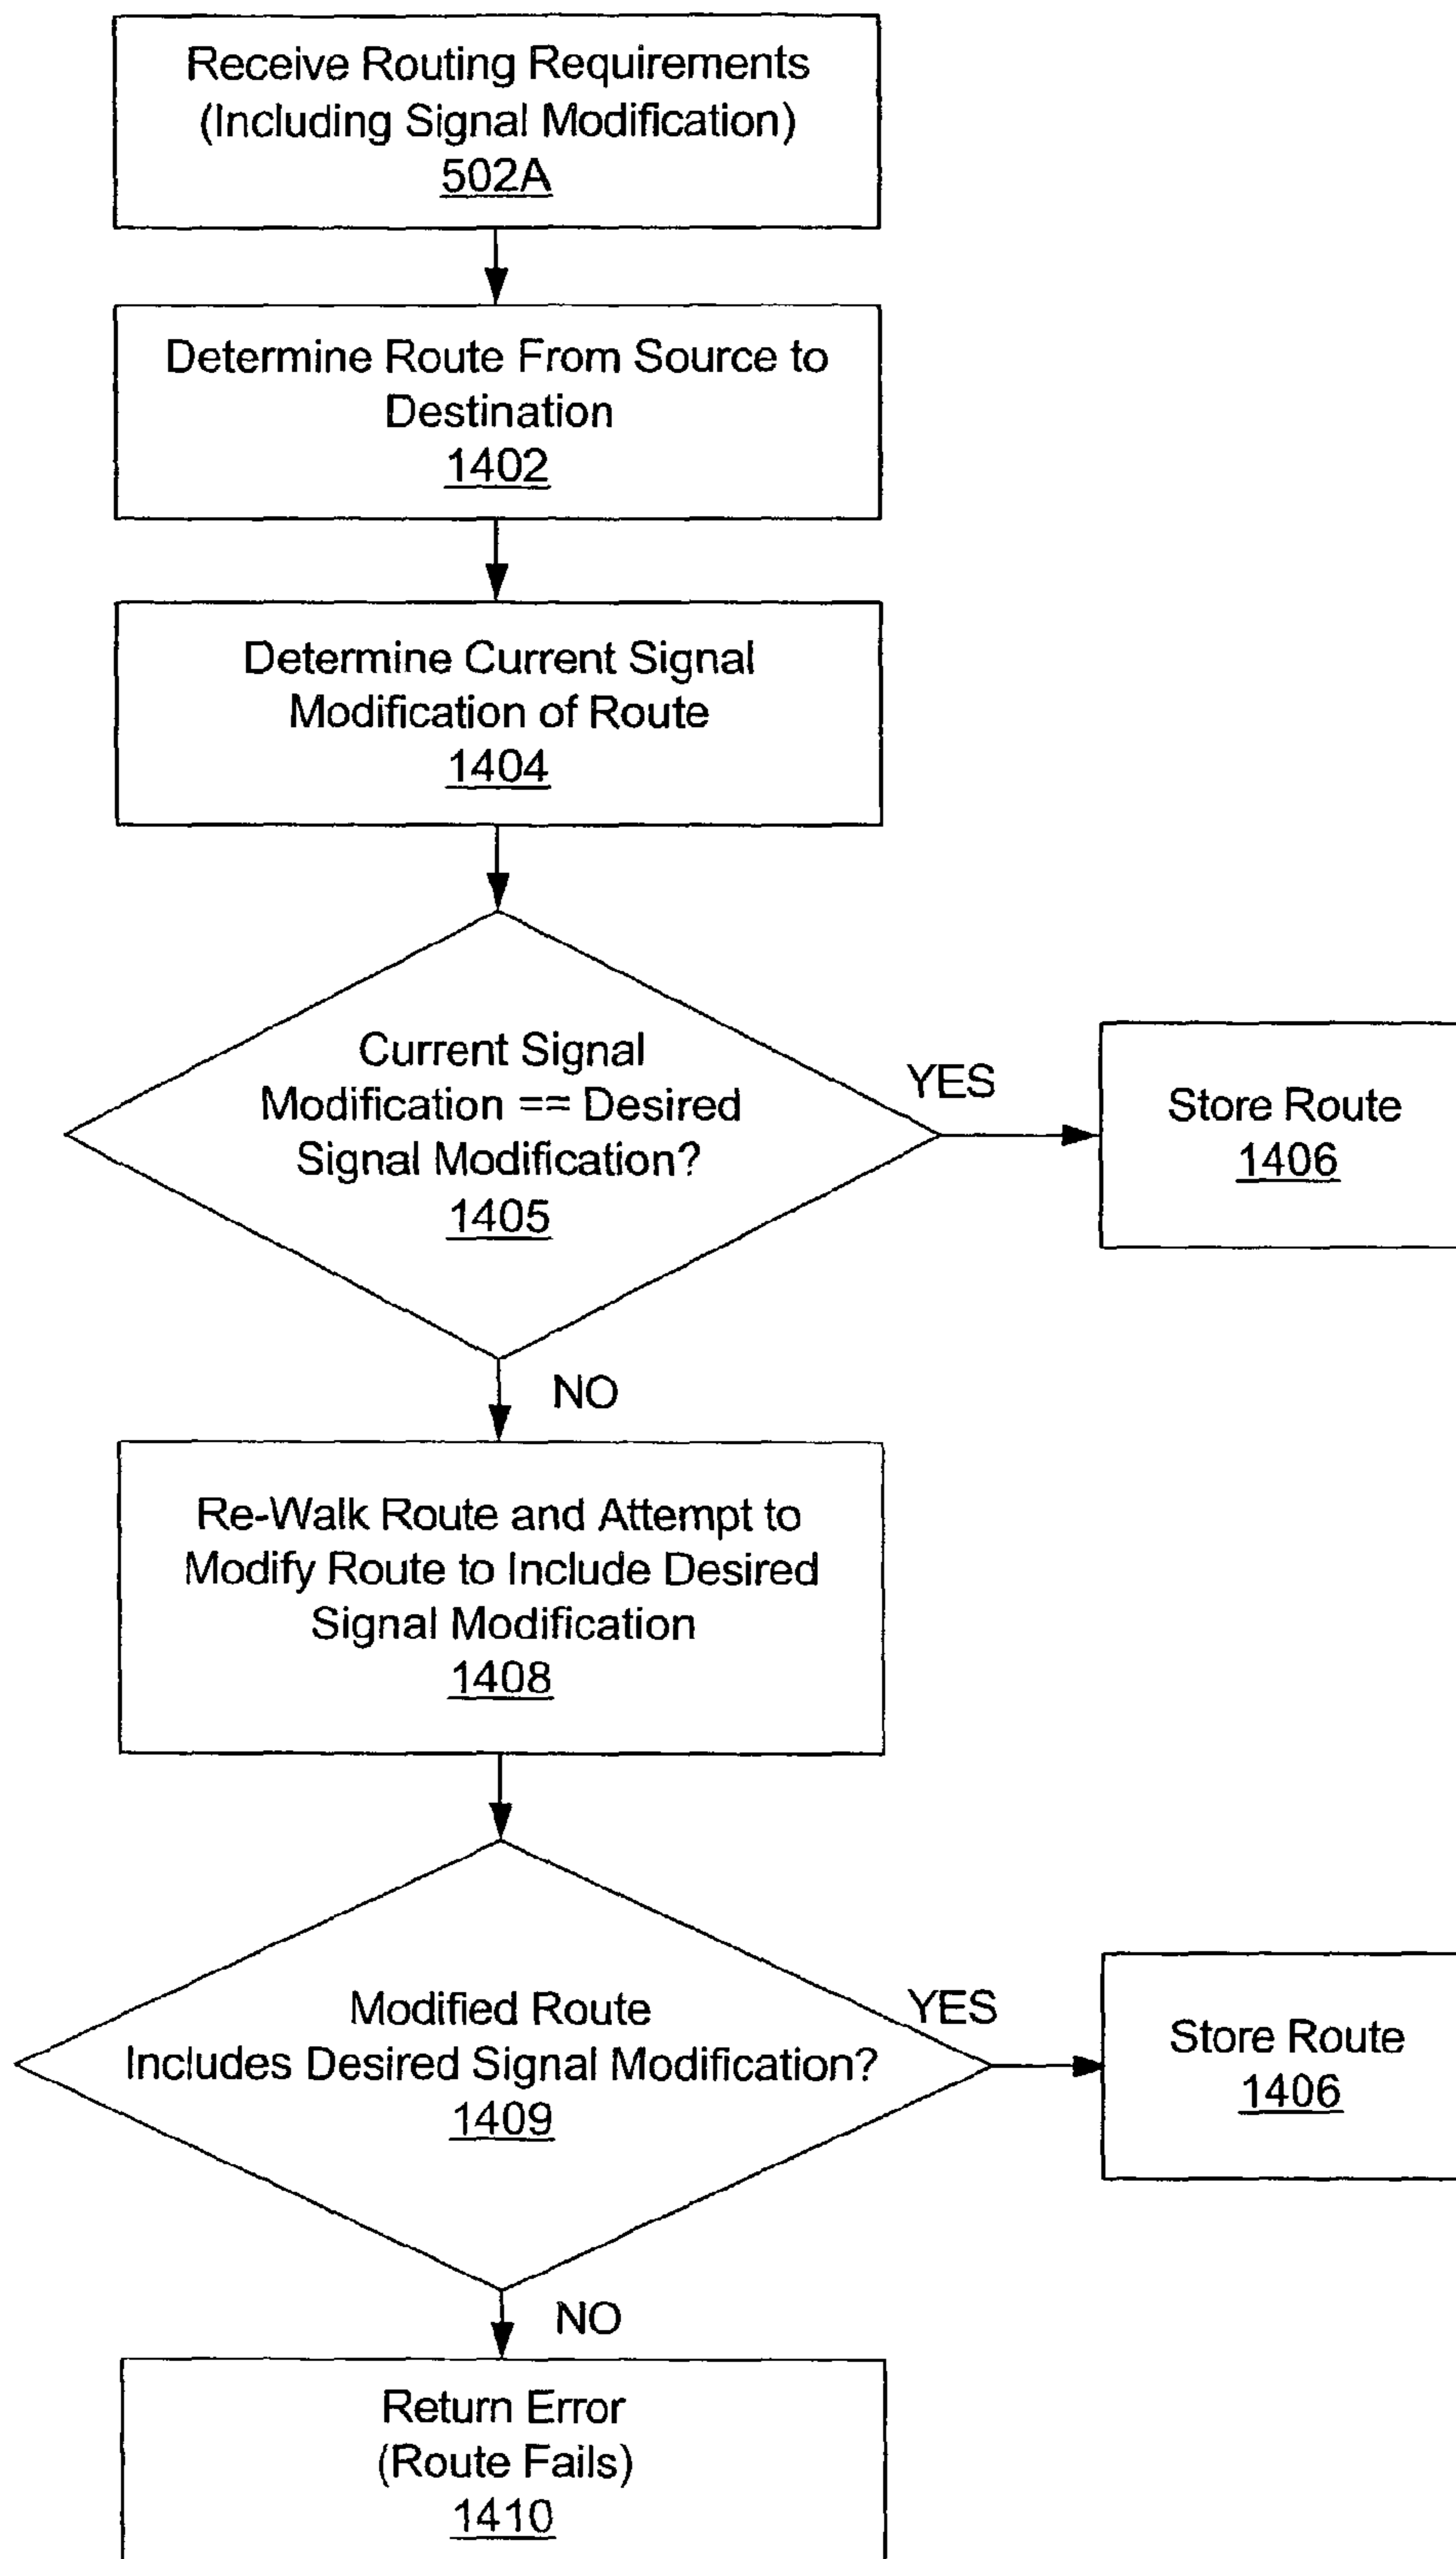 Receive Routing Requirements
(Including Signal Modification)
502A
Determine Route From Source to
Destination
1402
Determine Current Signal
Modification of Route
1404
Current Signal
Modification == Desired
Signal Modification?
1405
YES
Store Route
1406
NO
Re-Walk Route and Attempt to
Modify Route to Include Desired
Signal Modification
1408
Modified Route
Includes Desired Signal Modification?
1409
YES
Store Route
1406
NO
Return Error
(Route Fails)
1410